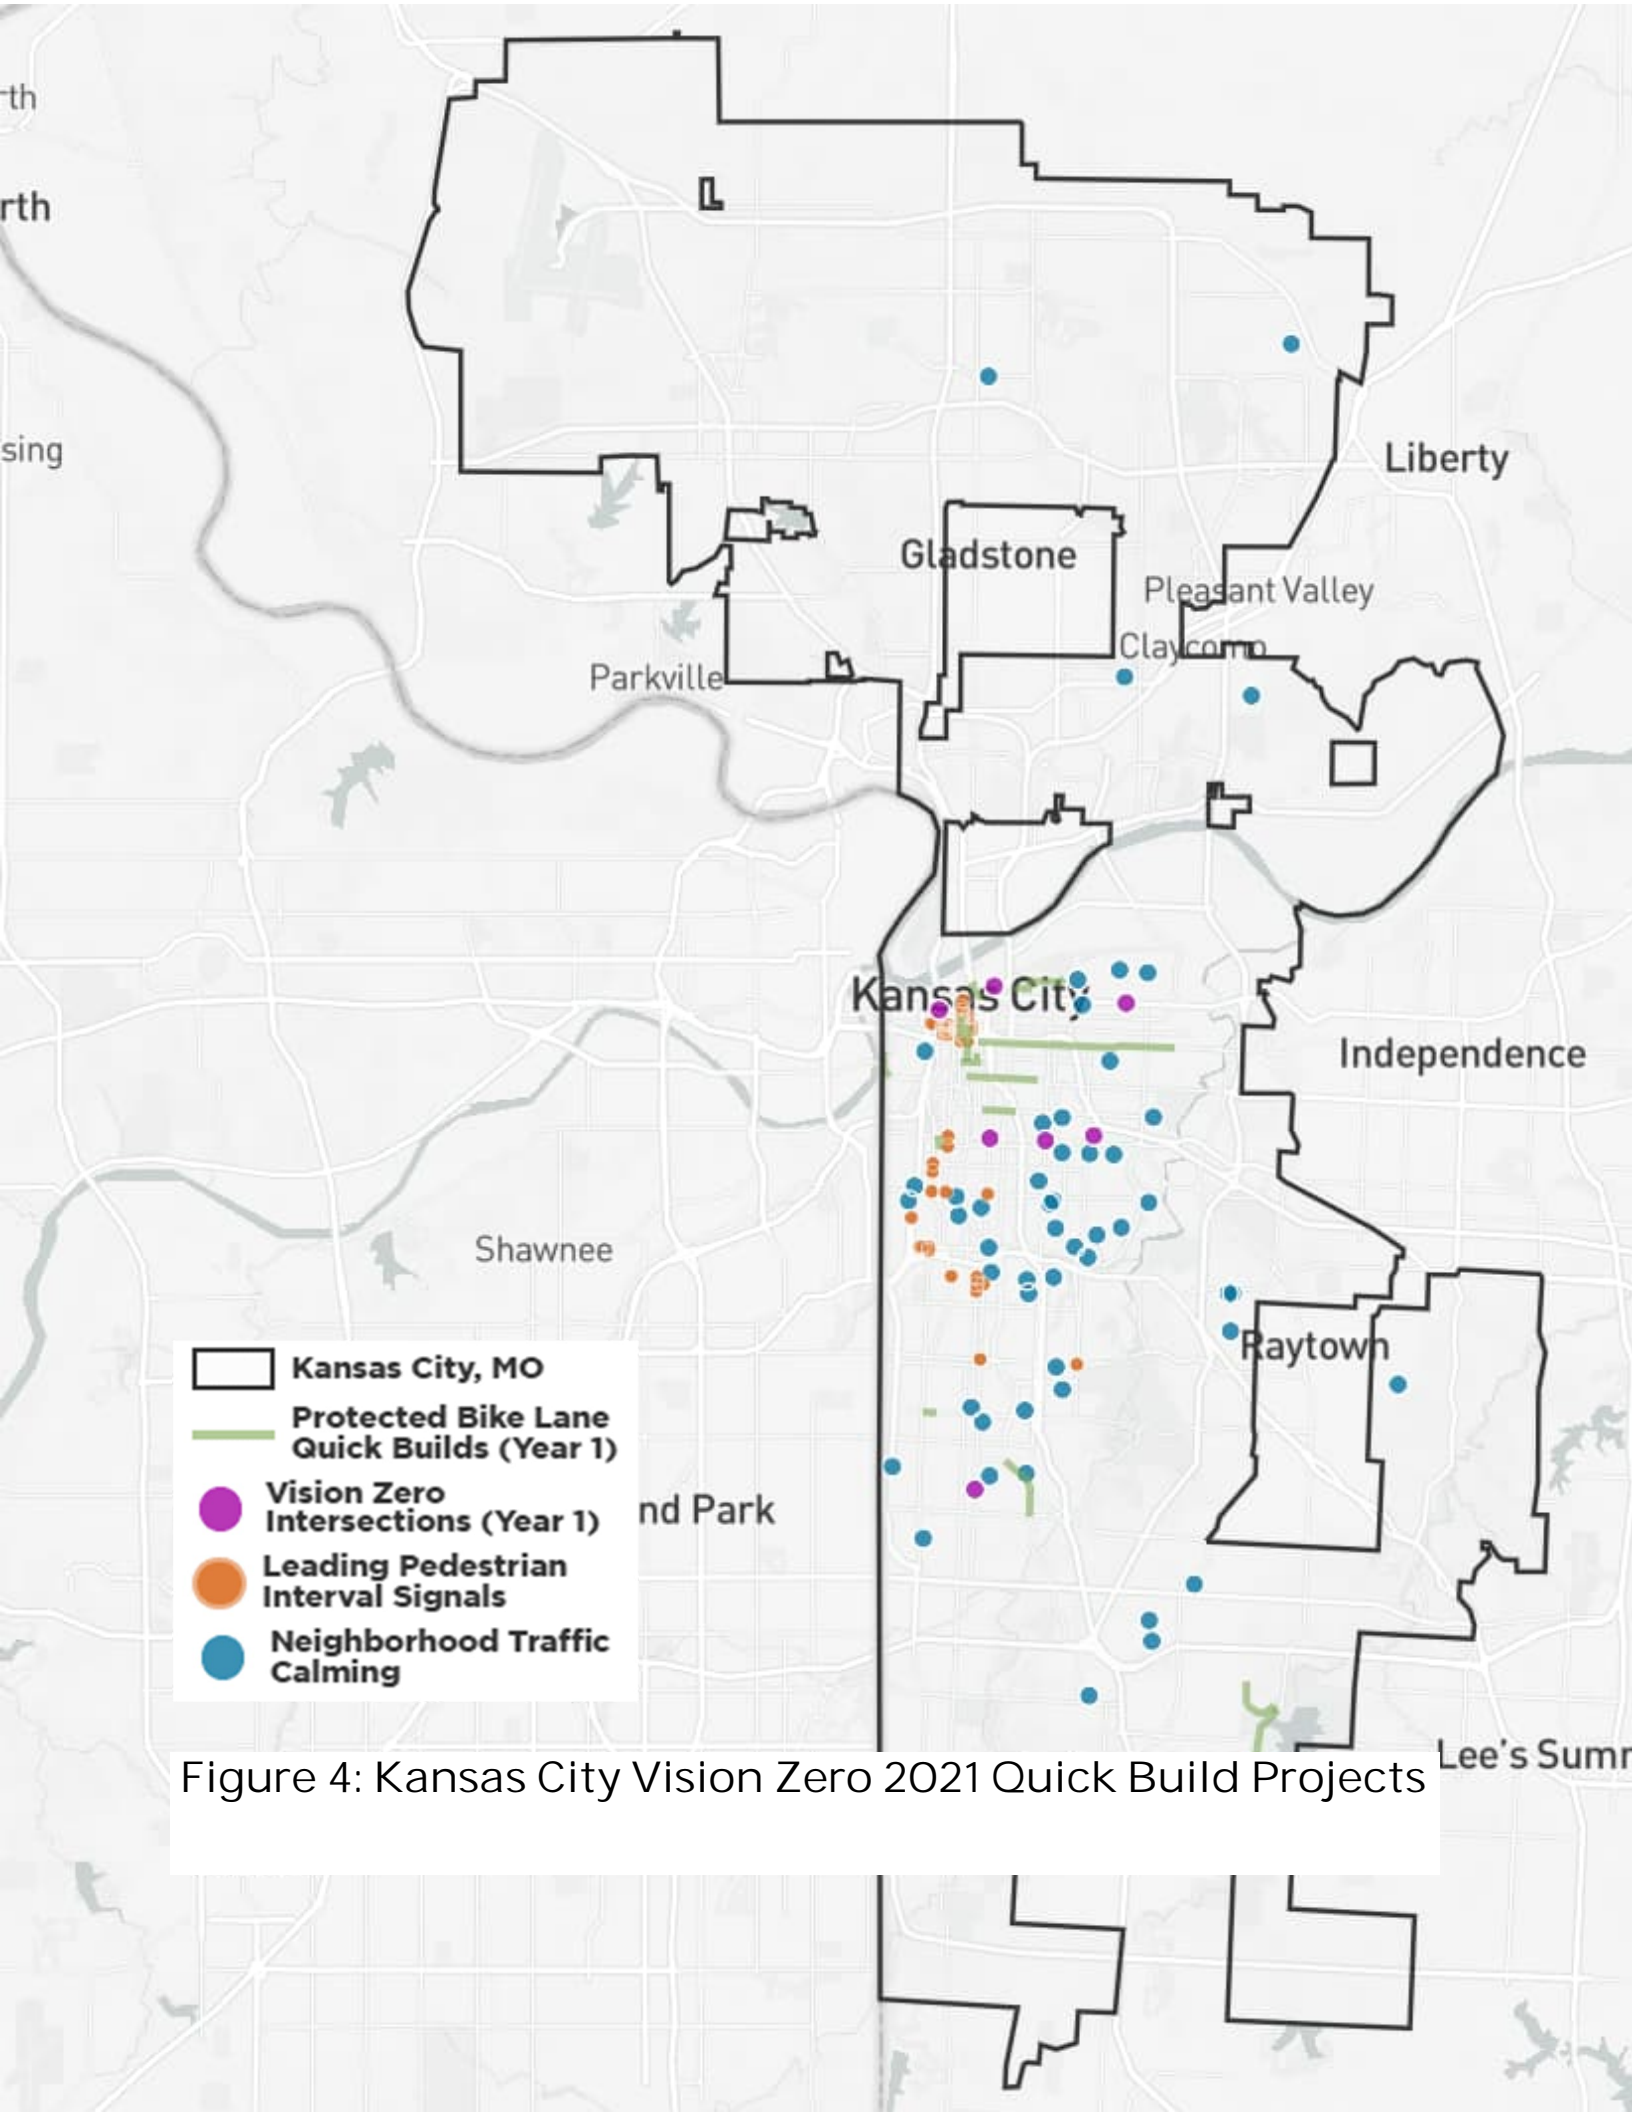 rth
rth
sing
Liberty
Gladstone
Pleasant Valley
Claycomo
Parkville
Kansas City
Independence
Shawnee
Raytown
Kansas City, MO
Protected Bike Lane
Quick Builds (Year 1)
Vision Zero
Intersections (Year 1)
nd Park
Leading Pedestrian
Interval Signals
Neighborhood Traffic
Calming
Lee's Sum
Figure 4: Kansas City Vision Zero 2021 Quick Build Projects